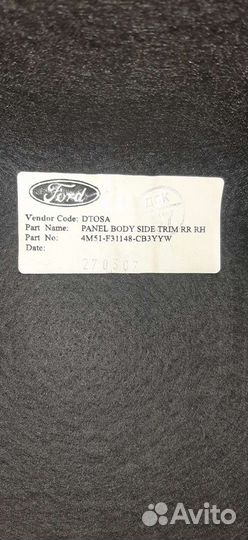 Ford
ДГК
Vendor Code: DTOSA
Part Name: PANEL BODY SIDE TRIM RR RH
Part No: 4M51-F31148-CB3YYW
Date:
270307
Avito